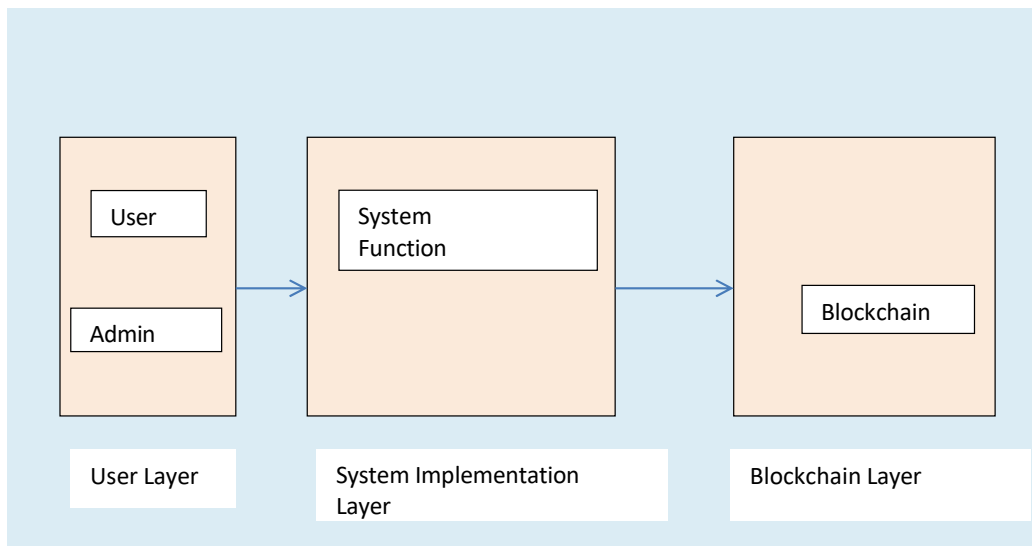 User
Admin
System
Function
Blockchain
User Layer
System Implementation
Layer
Blockchain Layer